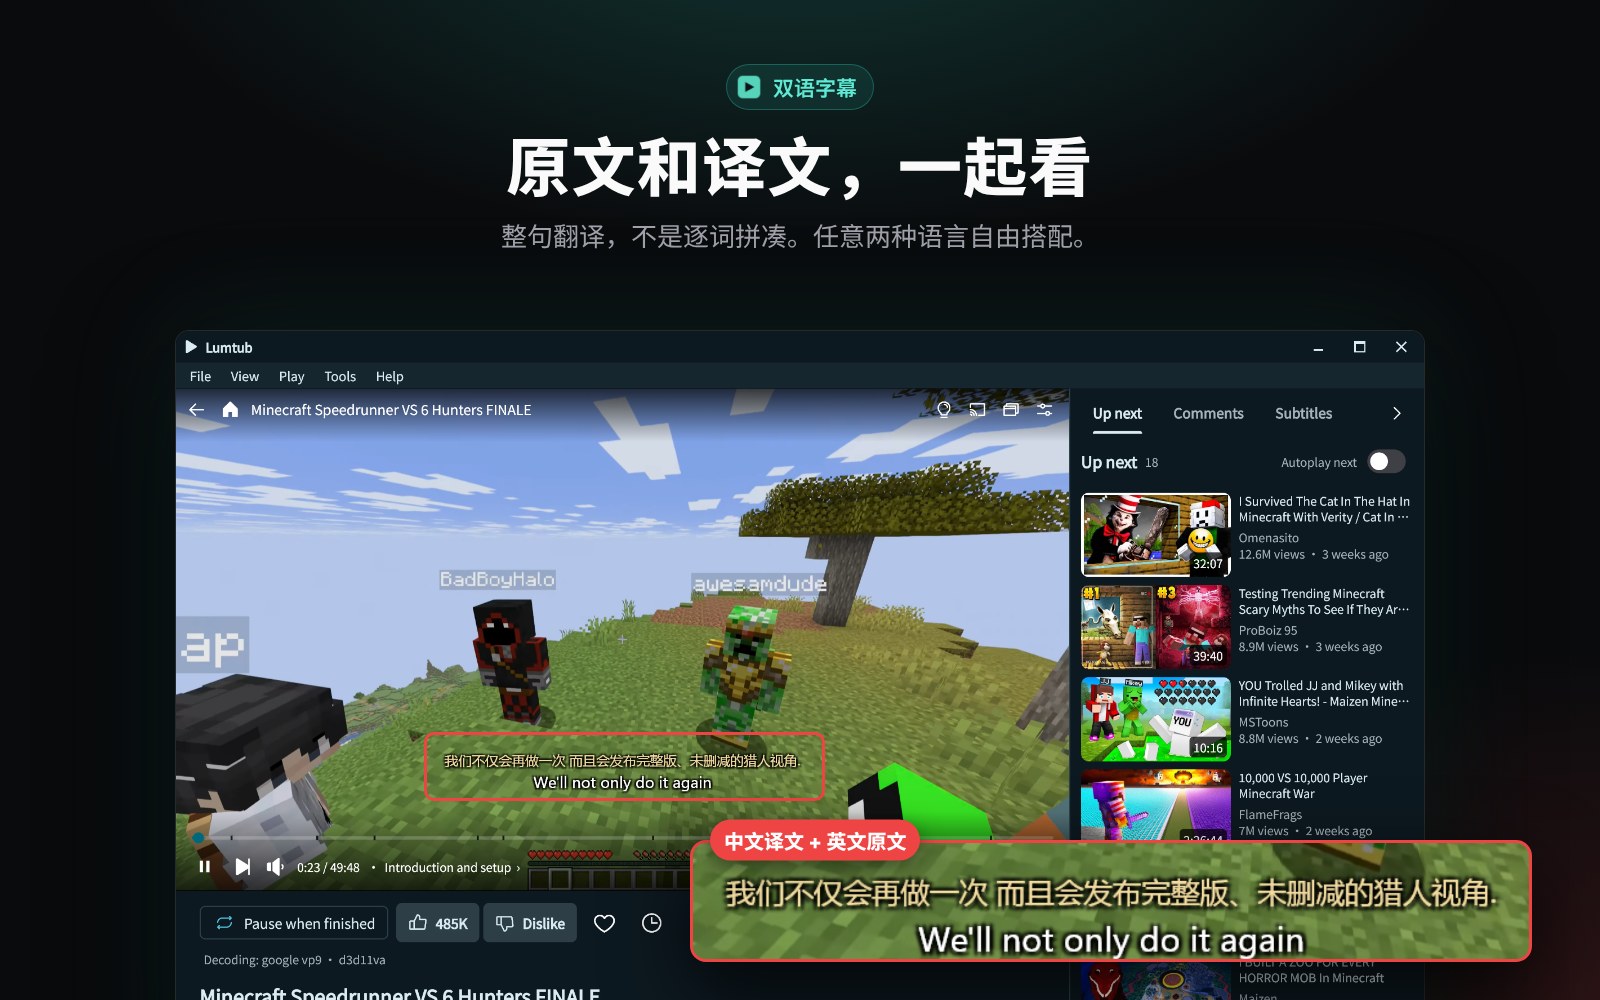 双语字幕
原文和译文，一起看
整句翻译，不是逐词拼凑。任意两种语言自由搭配。
Lumtub
File View Play Tools Help
Minecraft Speedrunner VS 6 Hunters FINALE
BadBoyHalo
awesamdude
ap
我们不仅会再做一次 而且会发布完整版、未删减的猎人视角.
We'll not only do it again
0:23 / 49:48 • Introduction and setup ›
Pause when finished
485K
Dislike
Decoding: google vp9 • d3d11va
Minecraft Speedrunner VS 6 Hunters FINALE
Up next Comments Subtitles
Up next 18
Autoplay next
32:07
I Survived The Cat In The Hat In
Minecraft With Verity / Cat In ···
Omenasito
12.6M views • 3 weeks ago
#1
#3
39:40
Testing Trending Minecraft
Scary Myths To See If They Ar···
ProBoiz 95
8.9M views • 3 weeks ago
JJ
Mikey
YOU
10:16
YOU Trolled JJ and Mikey with
Infinite Hearts! - Maizen Mine···
MSToons
8.8M views • 2 weeks ago
10,000 VS 10,000 Player
Minecraft War
FlameFrags
7M views • 2 weeks ago
中文译文 + 英文原文
我们不仅会再做一次 而且会发布完整版、未删减的猎人视角.
We'll not only do it again
I BUILT A ZOO FOR EVERY
HORROR MOB In Minecraft
Maizen